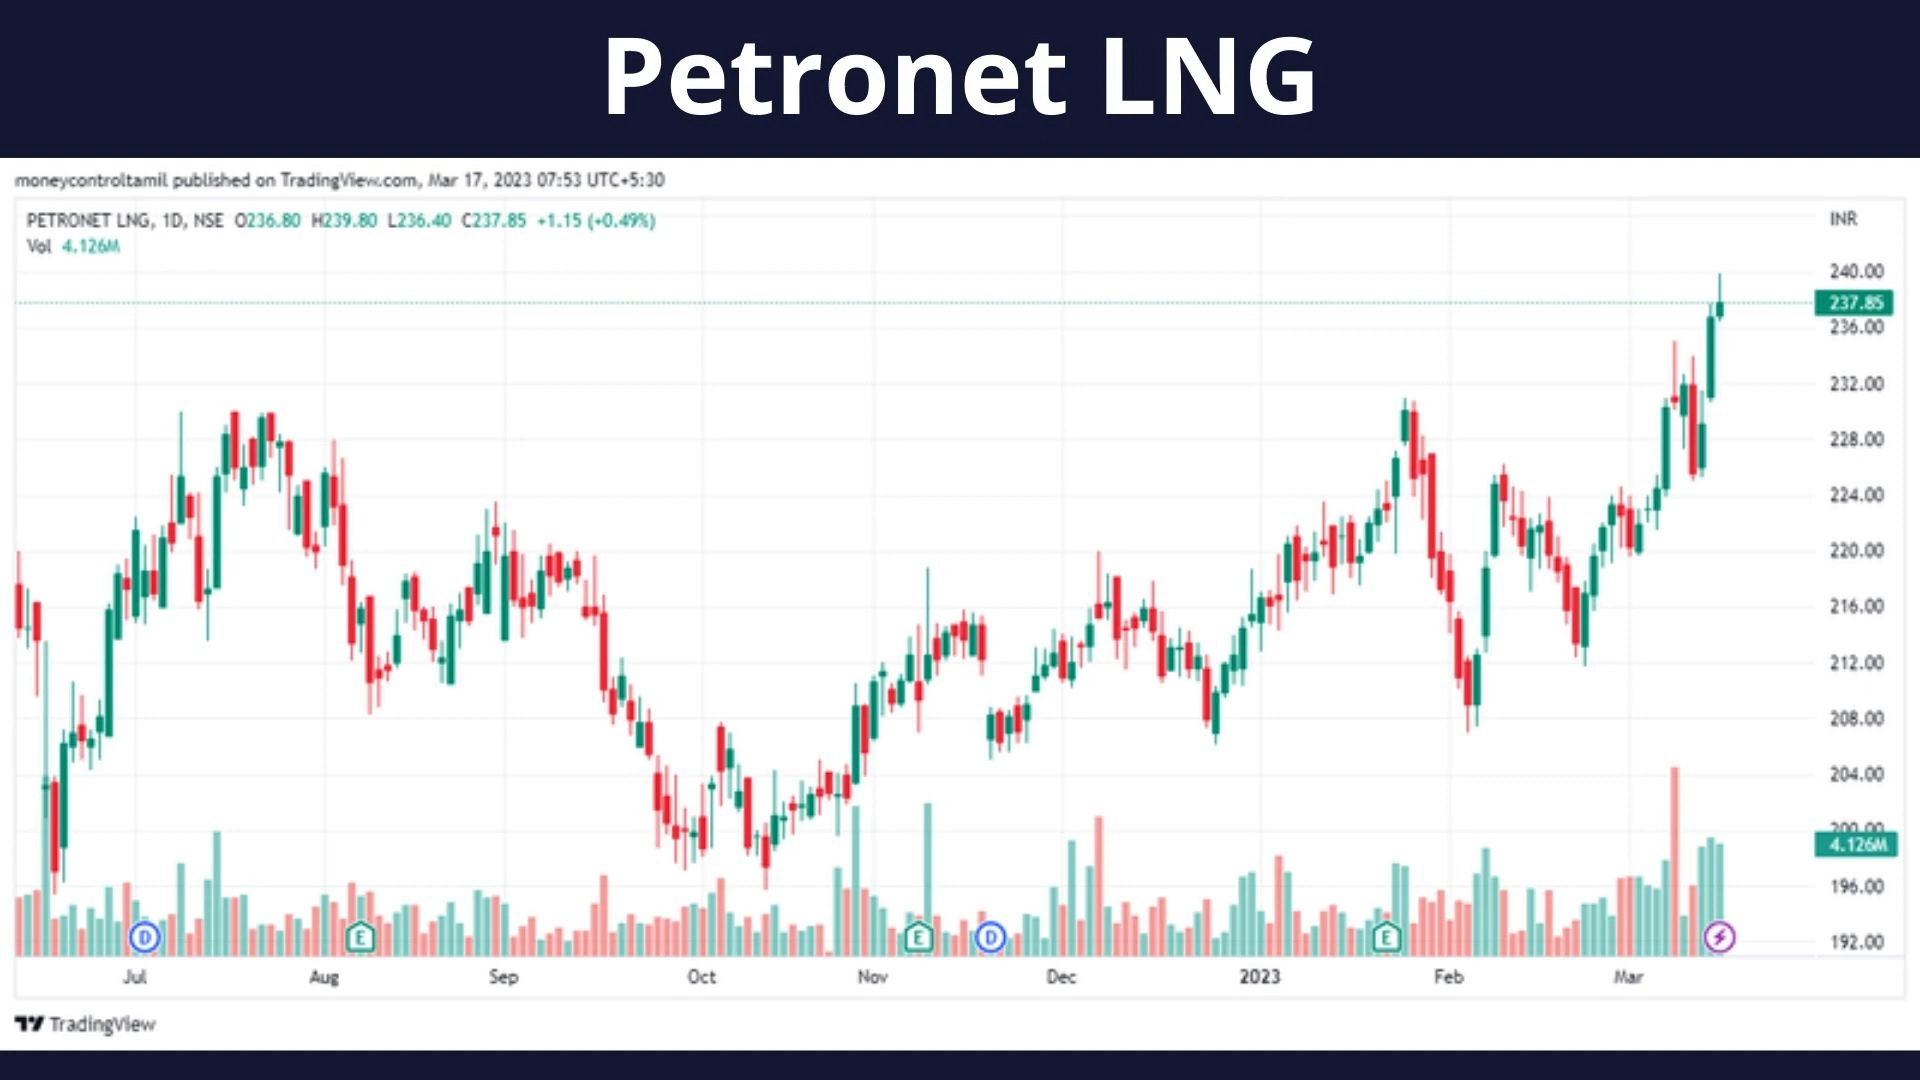 Petronet LNG
moneycontroltamil published on TradingView.com, Mar 17, 2023 07:53 UTC+5:30
PETRONET LNG, 1D, NSE O236.80 H239.80 L236.40 C237.85 +1.15 (+0.49%)
Vol 4.126M
INR
240.00
237.85
236.00
232.00
228.00
224.00
220.00
216.00
212.00
208.00
204.00
200.00
4.126M
196.00
192.00
D E E D E
Jul Aug Sep Oct Nov Dec 2023 Feb Mar
TradingView